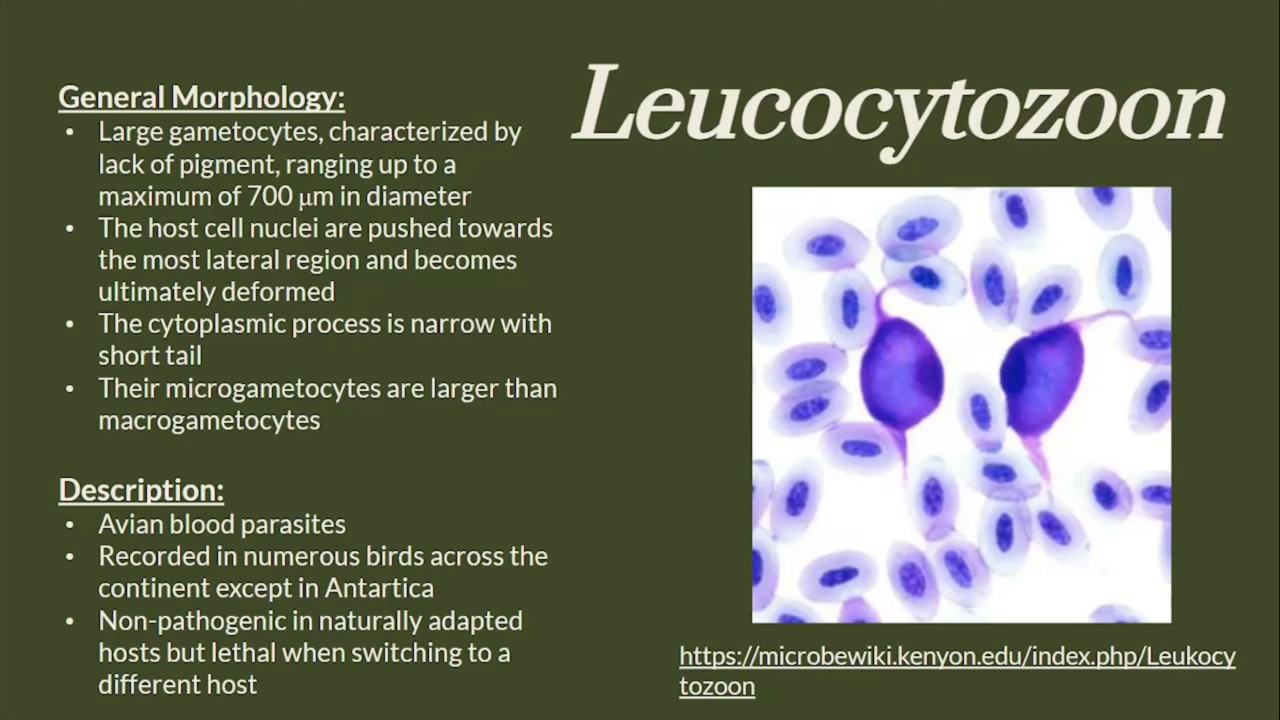 Leucocytozoon
General Morphology:
• Large gametocytes, characterized by
lack of pigment, ranging up to a
maximum of 700 μm in diameter
• The host cell nuclei are pushed towards
the most lateral region and becomes
ultimately deformed
• The cytoplasmic process is narrow with
short tail
• Their microgametocytes are larger than
macrogametocytes
Description:
• Avian blood parasites
• Recorded in numerous birds across the
continent except in Antartica
• Non-pathogenic in naturally adapted
hosts but lethal when switching to a
different host
https://microbewiki.kenyon.edu/index.php/Leukocy
tozoon